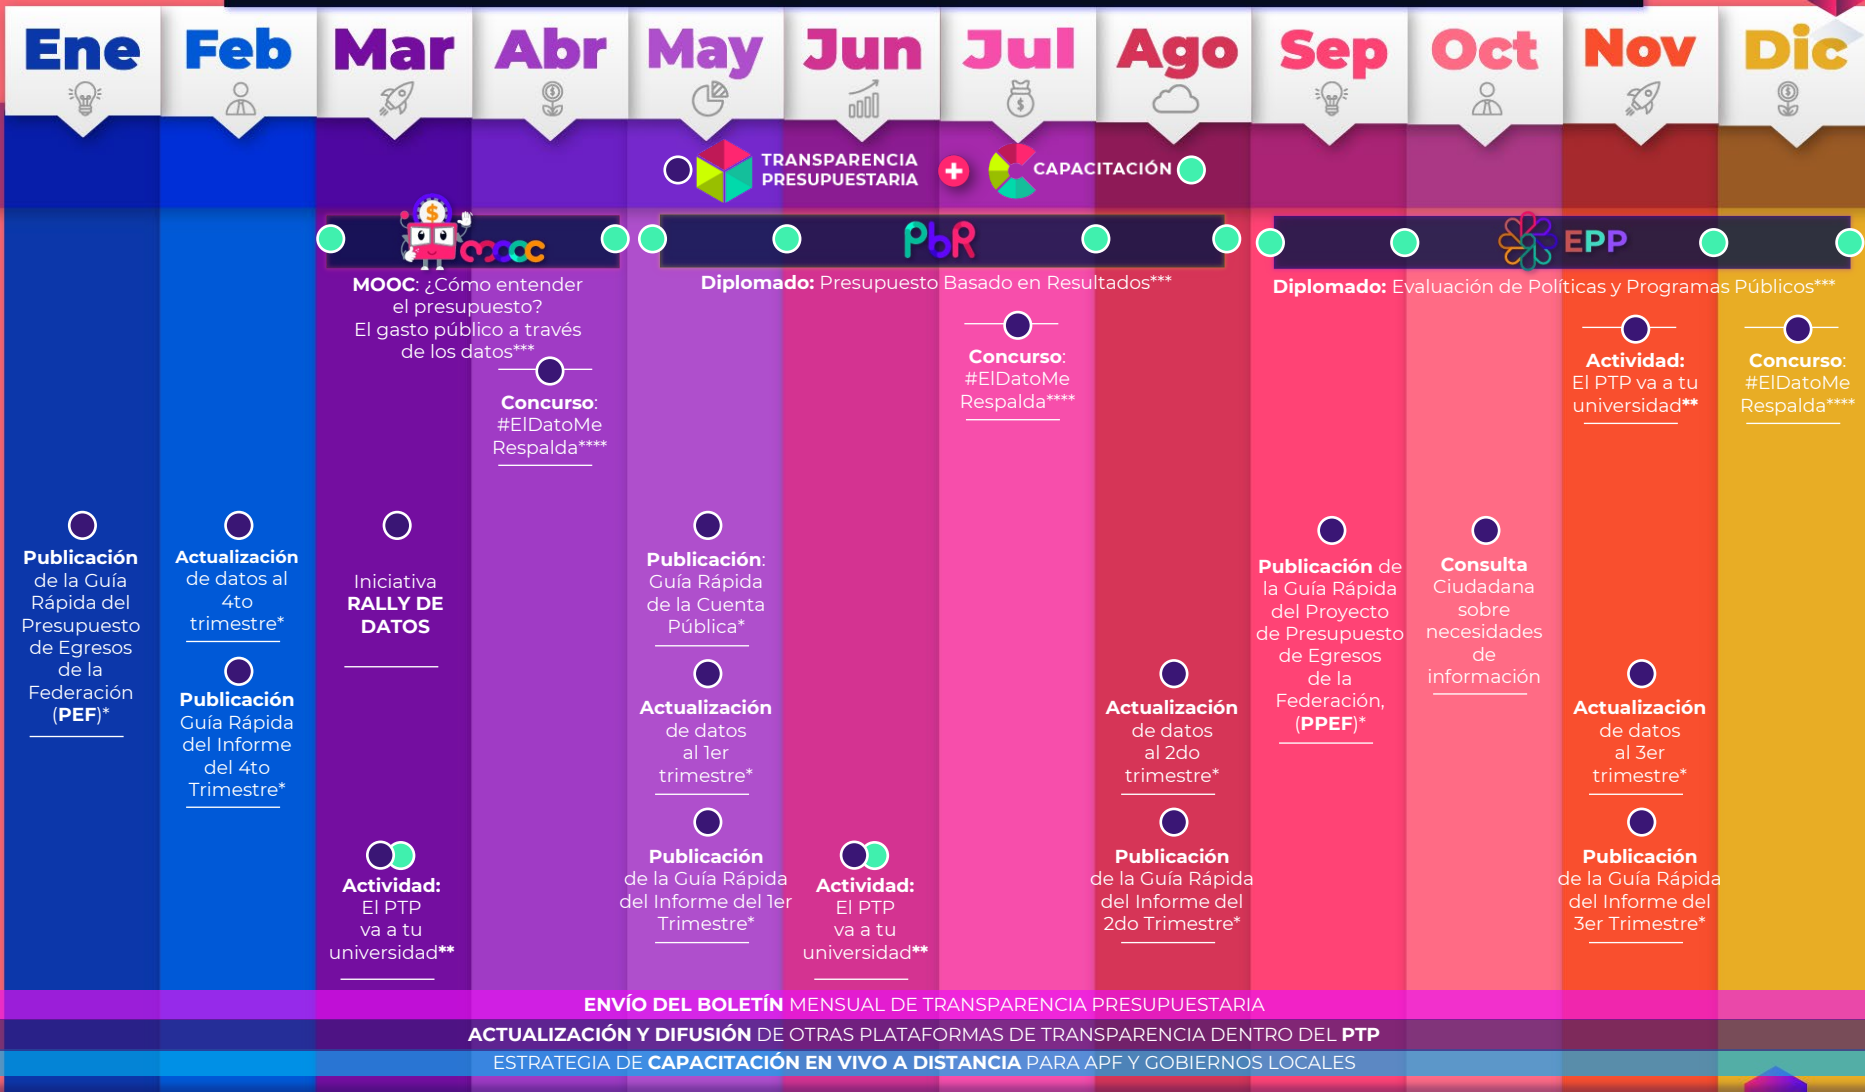 Ene Feb Mar Abr May Jun Jul Ago Sep Oct Nov Dic
TRANSPARENCIA
PRESUPUESTARIA
CAPACITACIÓN
mooc
MOOC: ¿Cómo entender
el presupuesto?
El gasto público a través
de los datos***
PbR
Diplomado: Presupuesto Basado en Resultados***
EPP
Diplomado: Evaluación de Políticas y Programas Públicos***
Concurso:
#ElDatoMe
Respalda****
Concurso:
#ElDatoMe
Respalda****
Actividad:
El PTP va a tu
universidad**
Concurso:
#ElDatoMe
Respalda****
Publicación
de la Guía
Rápida del
Presupuesto
de Egresos
de la
Federación
(PEF)*
Actualización
de datos al
4to
trimestre*
Publicación
Guía Rápida
del Informe
del 4to
Trimestre*
Iniciativa
RALLY DE
DATOS
Actividad:
El PTP
va a tu
universidad**
Publicación:
Guía Rápida
de la Cuenta
Pública*
Actualización
de datos
al 1er
trimestre*
Publicación
de la Guía Rápida
del Informe del 1er
Trimestre*
Actividad:
El PTP
va a tu
universidad**
Actualización
de datos
al 2do
trimestre*
Publicación
de la Guía Rápida
del Informe del
2do Trimestre*
Publicación de
la Guía Rápida
del Proyecto
de Presupuesto
de Egresos
de la
Federación,
(PPEF)*
Consulta
Ciudadana
sobre
necesidades
de
información
Actualización
de datos
al 3er
trimestre*
Publicación
de la Guía Rápida
del Informe del
3er Trimestre*
ENVÍO DEL BOLETÍN MENSUAL DE TRANSPARENCIA PRESUPUESTARIA
ACTUALIZACIÓN Y DIFUSIÓN DE OTRAS PLATAFORMAS DE TRANSPARENCIA DENTRO DEL PTP
ESTRATEGIA DE CAPACITACIÓN EN VIVO A DISTANCIA PARA APF Y GOBIERNOS LOCALES